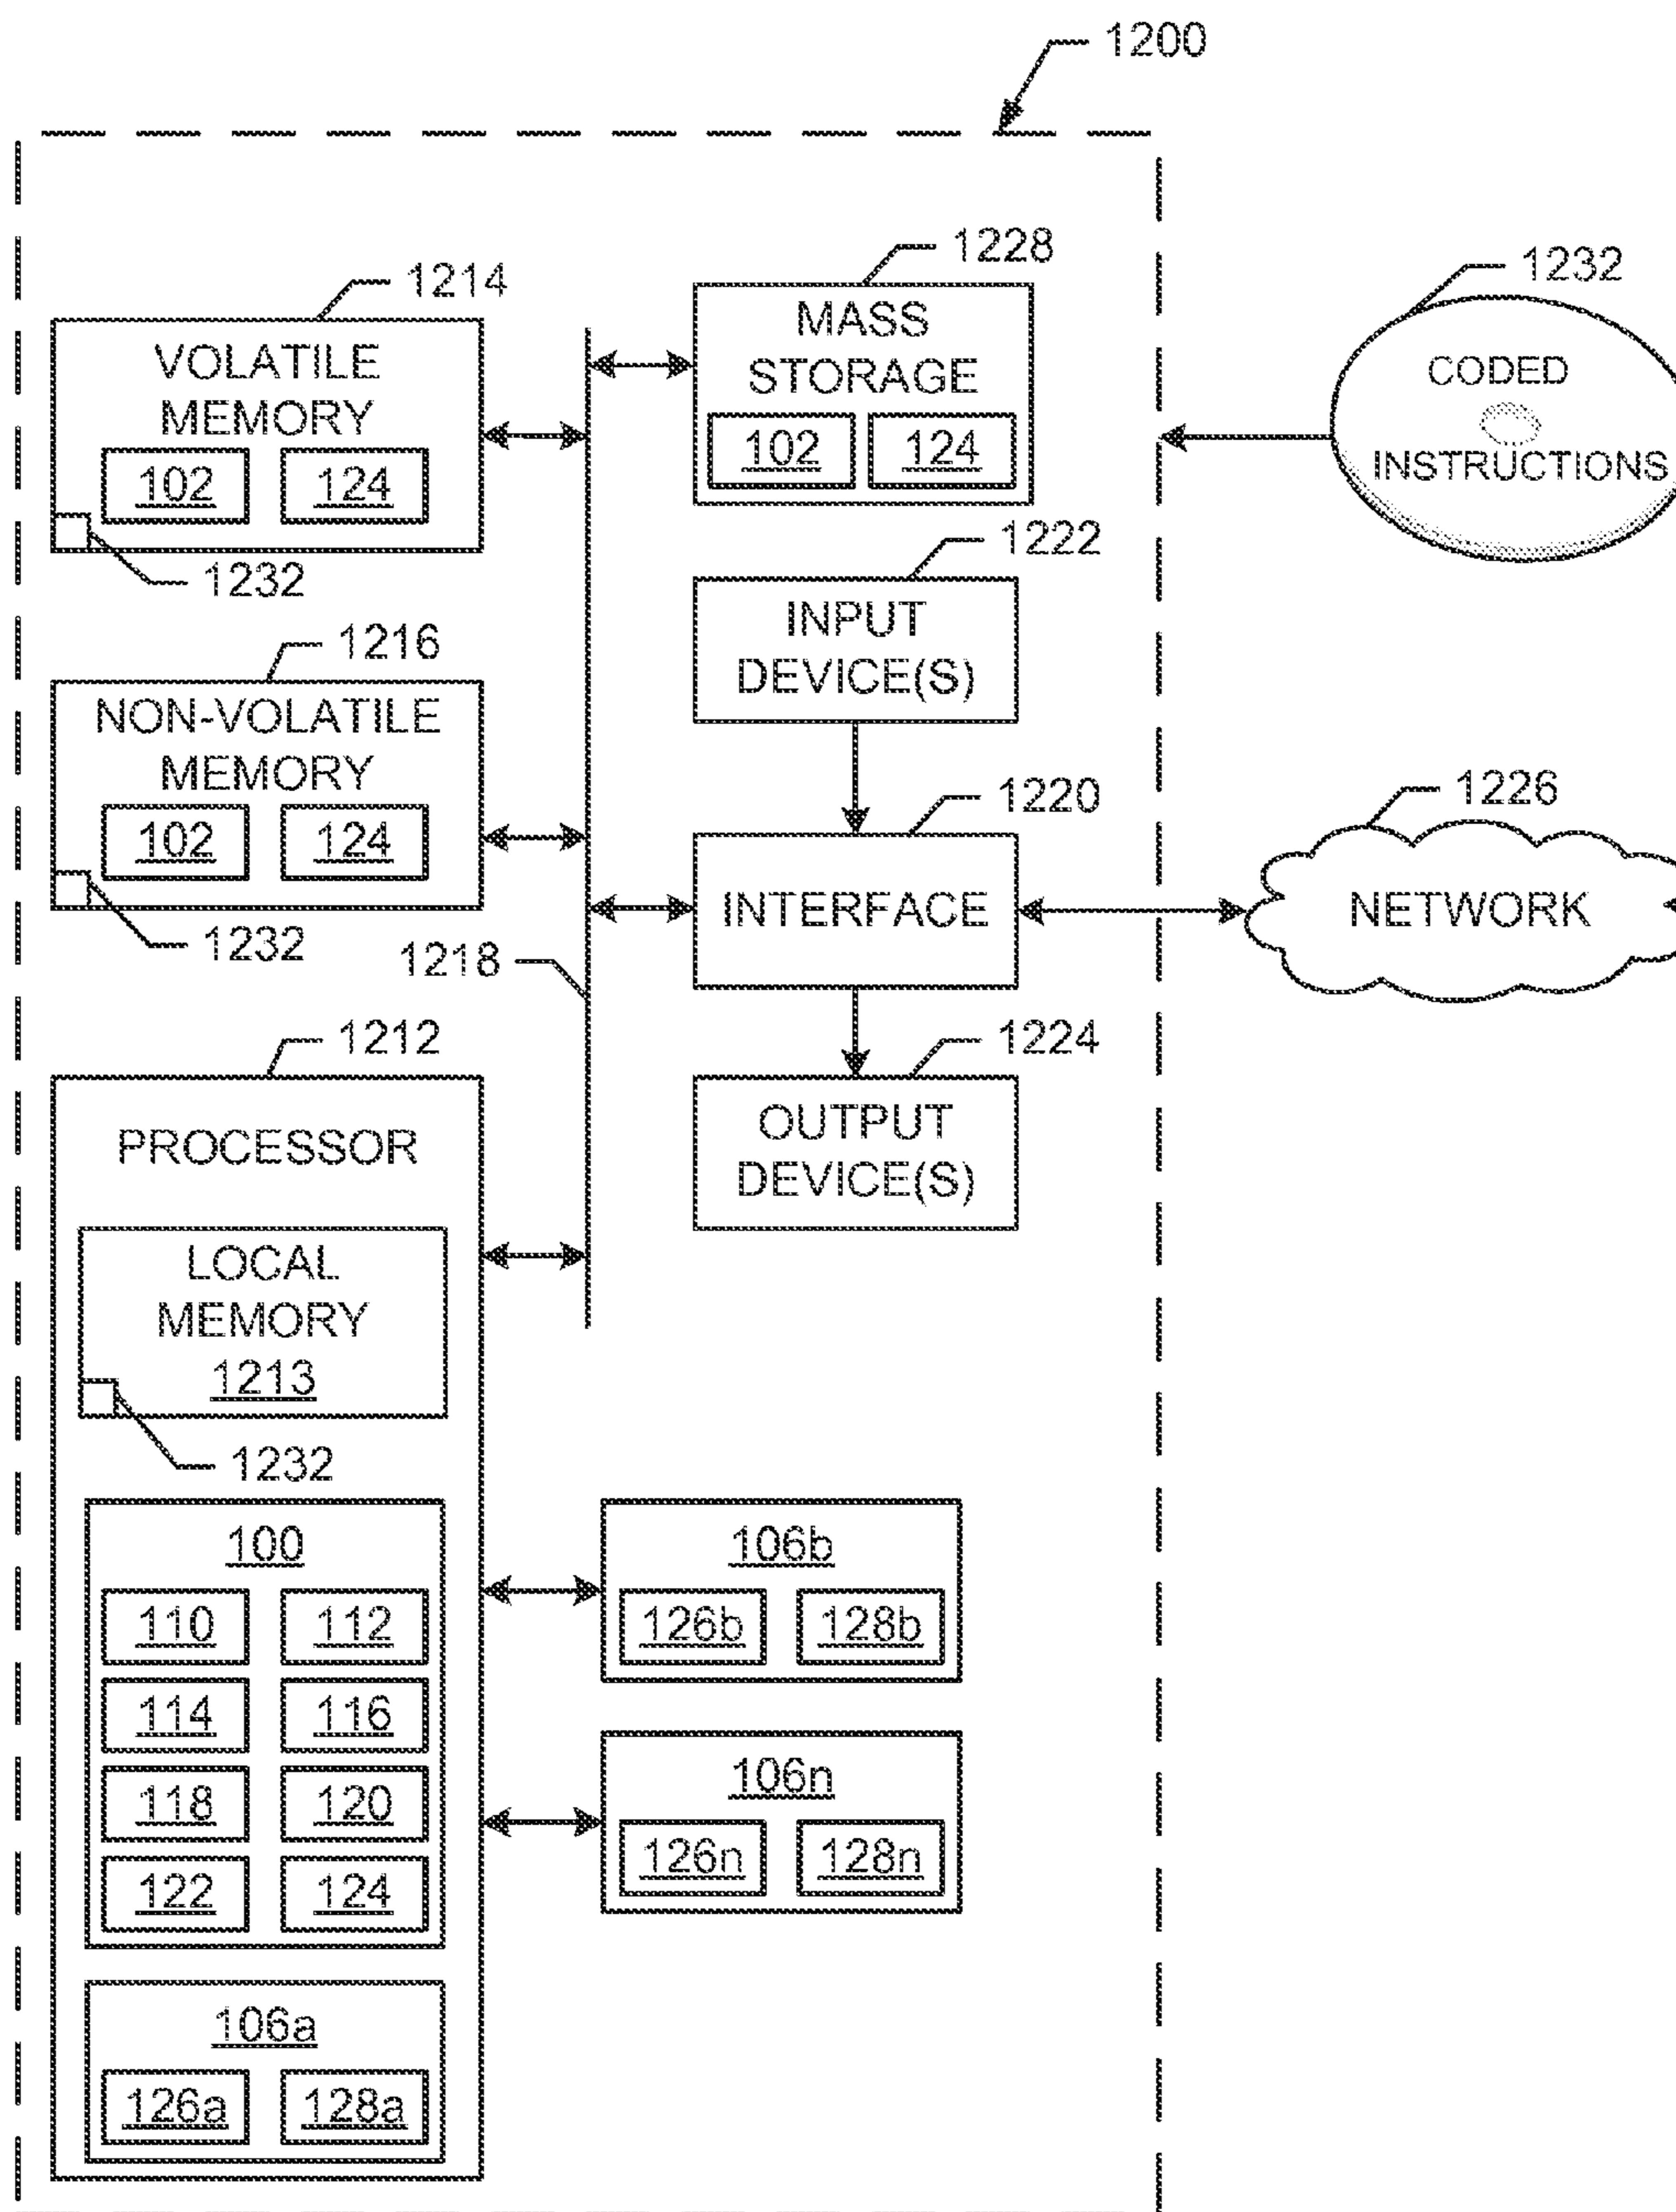 1200
1214
VOLATILE
MEMORY
102 124
1232
1228
MASS
STORAGE
102 124
1232
CODED
INSTRUCTIONS
1222
INPUT
DEVICE(S)
1216
NON-VOLATILE
MEMORY
102 124
1232
1218
1220
INTERFACE
1226
NETWORK
1224
OUTPUT
DEVICE(S)
1212
PROCESSOR
LOCAL
MEMORY
1213
1232
100
110 112
114 116
118 120
122 124
106a
126a 128a
106b
126b 128b
106n
126n 128n